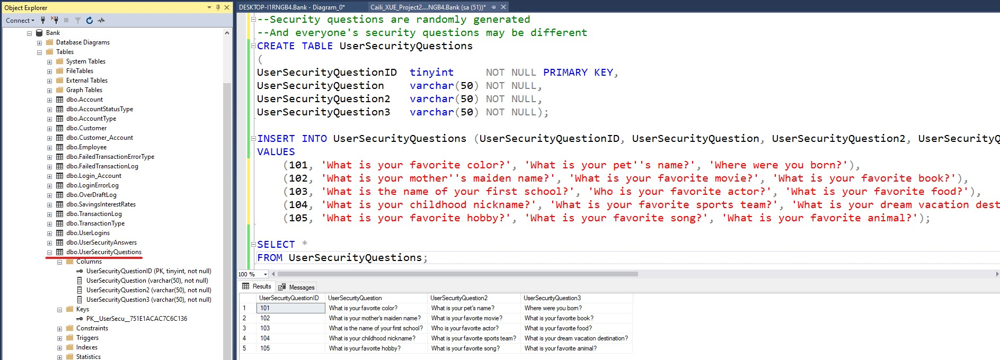 Object Explorer
Connect
Bank
Database Diagrams
Tables
System Tables
FileTables
External Tables
Graph Tables
dbo.Account
dbo.AccountStatusType
dbo.AccountType
dbo.Customer
dbo.Customer_Account
dbo.Employee
dbo.FailedTransactionErrorType
dbo.FailedTransactionLog
dbo.Login_Account
dbo.LoginErrorLog
dbo.OverDraftLog
dbo.SavingsInterestRates
dbo.TransactionLog
dbo.TransactionType
dbo.UserLogins
dbo.UserSecurityAnswers
dbo.UserSecurityQuestions
Columns
UserSecurityQuestionID (PK, tinyint, not null)
UserSecurityQuestion (varchar(50), not null)
UserSecurityQuestion2 (varchar(50), not null)
UserSecurityQuestion3 (varchar(50), not null)
Keys
PK__UserSecu__751E1ACAC7C6C136
Constraints
Triggers
Indexes
Statistics
DESKTOP-I1RNGB4.Bank - Diagram_0* Caili_XUE_Project2....NGB4.Bank (sa (51))*
--Security questions are randomly generated
--And everyone's security questions may be different
CREATE TABLE UserSecurityQuestions
(
UserSecurityQuestionID tinyint NOT NULL PRIMARY KEY,
UserSecurityQuestion varchar(50) NOT NULL,
UserSecurityQuestion2 varchar(50) NOT NULL,
UserSecurityQuestion3 varchar(50) NOT NULL);
INSERT INTO UserSecurityQuestions (UserSecurityQuestionID, UserSecurityQuestion, UserSecurityQuestion2, UserSecurityQ
VALUES
(101, 'What is your favorite color?', 'What is your pet''s name?', 'Where were you born?'),
(102, 'What is your mother''s maiden name?', 'What is your favorite movie?', 'What is your favorite book?'),
(103, 'What is the name of your first school?', 'Who is your favorite actor?', 'What is your favorite food?'),
(104, 'What is your childhood nickname?', 'What is your favorite sports team?', 'What is your dream vacation dest
(105, 'What is your favorite hobby?', 'What is your favorite song?', 'What is your favorite animal?');
SELECT *
FROM UserSecurityQuestions;
100 %
Results Messages
UserSecurityQuestionID UserSecurityQuestion UserSecurityQuestion2 UserSecurityQuestion3
1 101 What is your favorite color? What is your pet's name? Where were you born?
2 102 What is your mother's maiden name? What is your favorite movie? What is your favorite book?
3 103 What is the name of your first school? Who is your favorite actor? What is your favorite food?
4 104 What is your childhood nickname? What is your favorite sports team? What is your dream vacation destination?
5 105 What is your favorite hobby? What is your favorite song? What is your favorite animal?